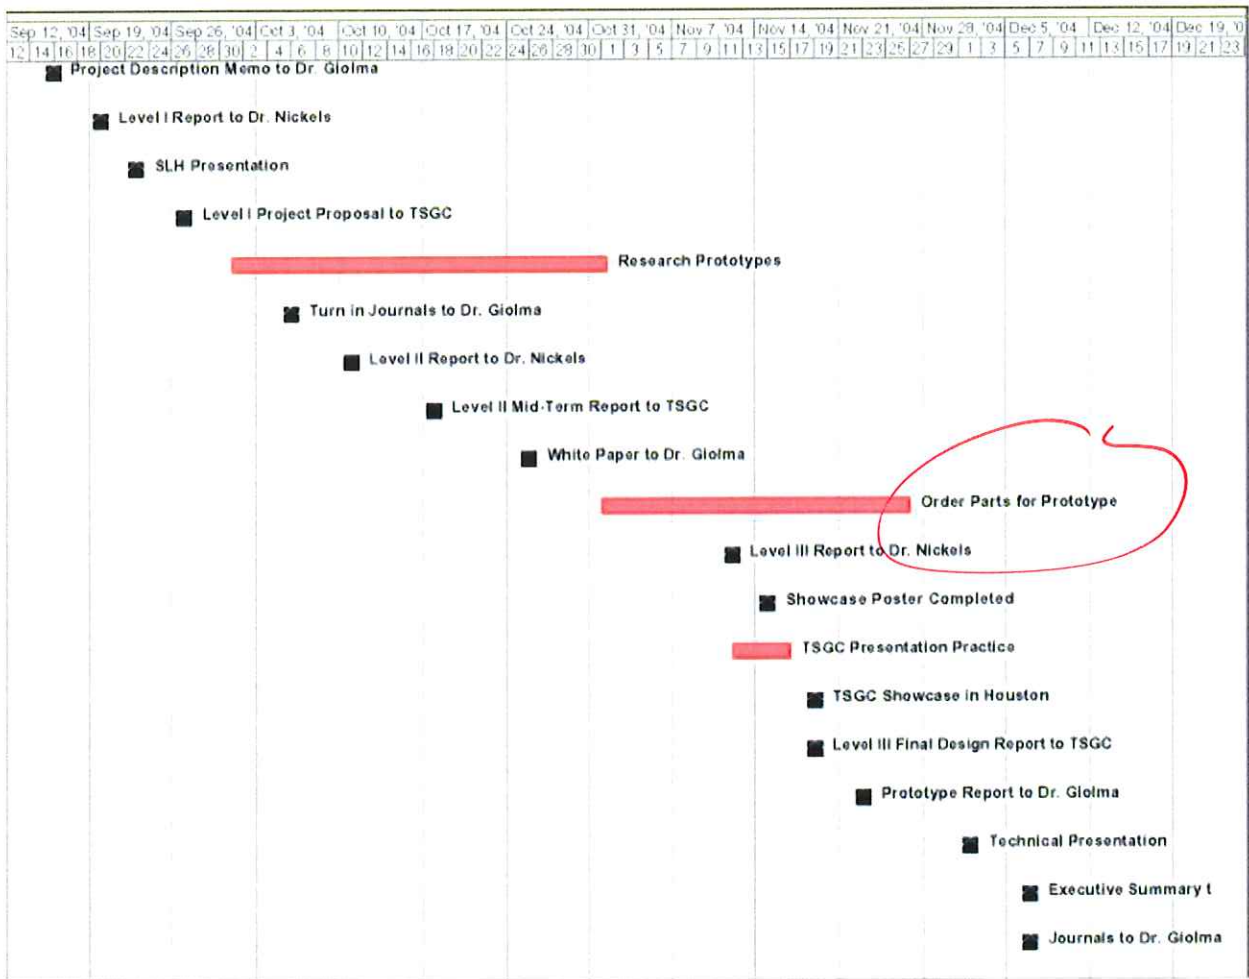 Sep 12, '04 Sep 19, '04 Sep 26, '04 Oct 3, '04 Oct 10, '04 Oct 17, '04 Oct 24, '04 Oct 31, '04 Nov 7, '04 Nov 14, '04 Nov 21, '04 Nov 28, '04 Dec 5, '04 Dec 12, '04 Dec 19, '0
12 14 16 18 20 22 24 26 28 30 2 4 6 8 10 12 14 16 18 20 22 24 26 28 30 1 3 5 7 9 11 13 15 17 19 21 23 25 27 29 1 3 5 7 9 11 13 15 17 19 21 23
Project Description Memo to Dr. Giolma
Level I Report to Dr. Nickels
SLH Presentation
Level I Project Proposal to TSGC
Research Prototypes
Turn in Journals to Dr. Giolma
Level II Report to Dr. Nickels
Level II Mid-Term Report to TSGC
White Paper to Dr. Giolma
Order Parts for Prototype
Level III Report to Dr. Nickels
Showcase Poster Completed
TSGC Presentation Practice
TSGC Showcase in Houston
Level III Final Design Report to TSGC
Prototype Report to Dr. Giolma
Technical Presentation
Executive Summary t
Journals to Dr. Giolma